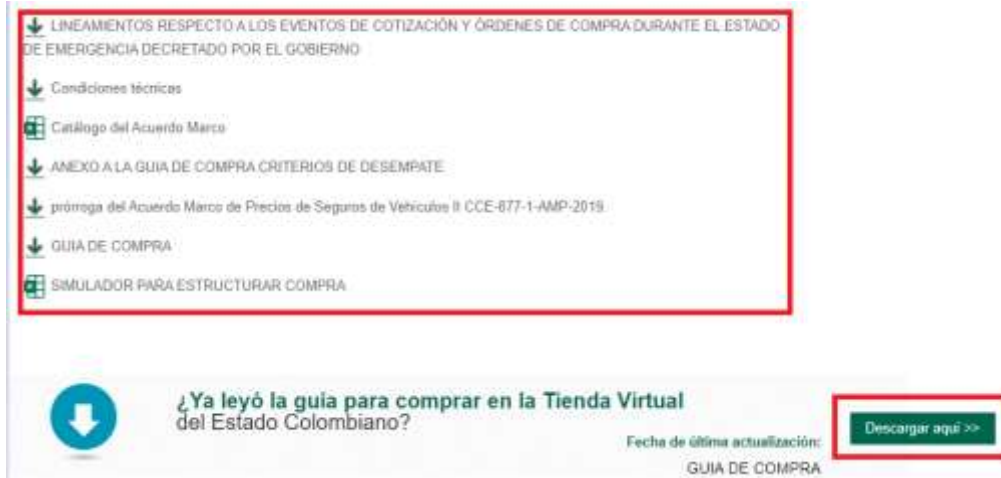 LINEAMIENTOS RESPECTO A LOS EVENTOS DE COTIZACIÓN Y ÓRDENES DE COMPRA DURANTE EL ESTADO
DE EMERGENCIA DECRETADO POR EL GOBIERNO
Condiciones técnicas
Catálogo del Acuerdo Marco
ANEXO A LA GUIA DE COMPRA CRITERIOS DE DESEMPATE
prórroga del Acuerdo Marco de Precios de Seguros de Vehículos II CCE-877-1-AMP-2019.
GUIA DE COMPRA
SIMULADOR PARA ESTRUCTURAR COMPRA
¿Ya leyó la guía para comprar en la Tienda Virtual
del Estado Colombiano?
Descargar aquí >>
Fecha de última actualización:
GUIA DE COMPRA